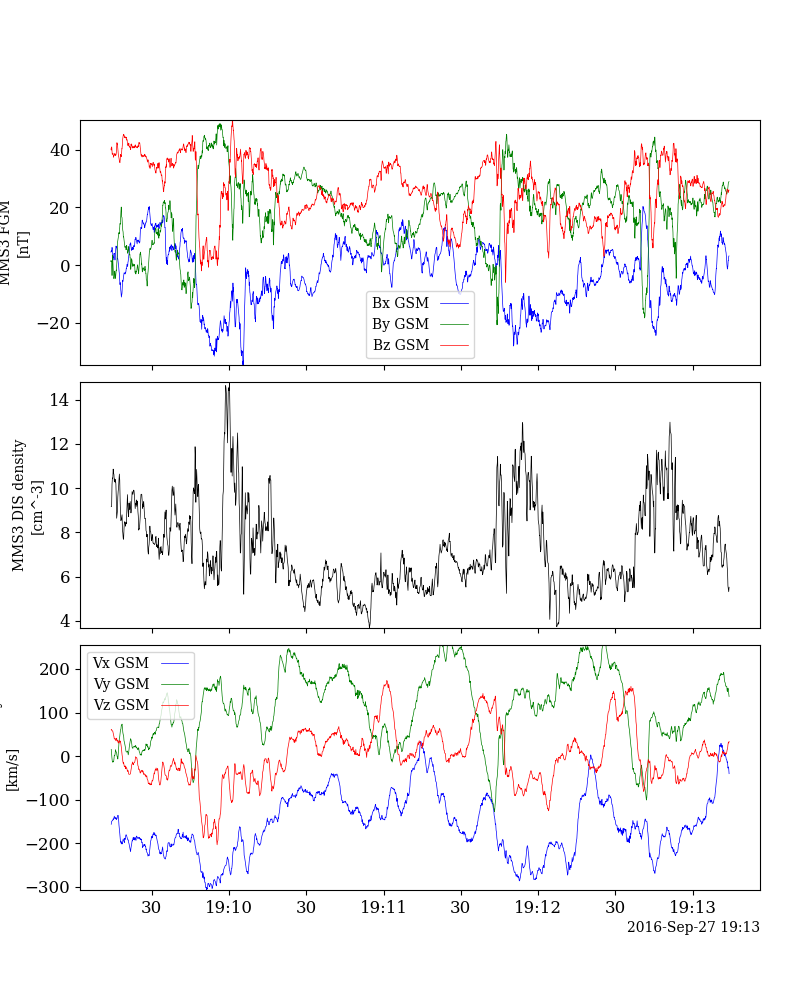 40
20
0
−20
MMS3 FGM
[nT]
Bx GSM
By GSM
Bz GSM
14
12
10
8
6
4
MMS3 DIS density
[cm^-3]
200
100
0
−100
−200
−300
[km/s]
Vx GSM
Vy GSM
Vz GSM
30
19:10
30
19:11
30
19:12
30
19:13
2016-Sep-27 19:13